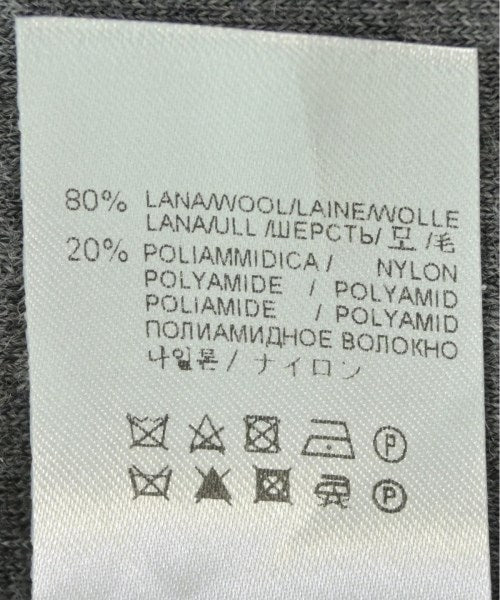 80% LANA/WOOL/LAINE/WOLLE
LANA/ULL /ШЕРСТЬ/ 모 /毛
20% POLIAMMIDICA / NYLON
POLYAMIDE / POLYAMID
POLIAMIDE / POLYAMID
ПОЛИАМИДНОЕ ВОЛОКНО
나일론 / ナイロン
P
P